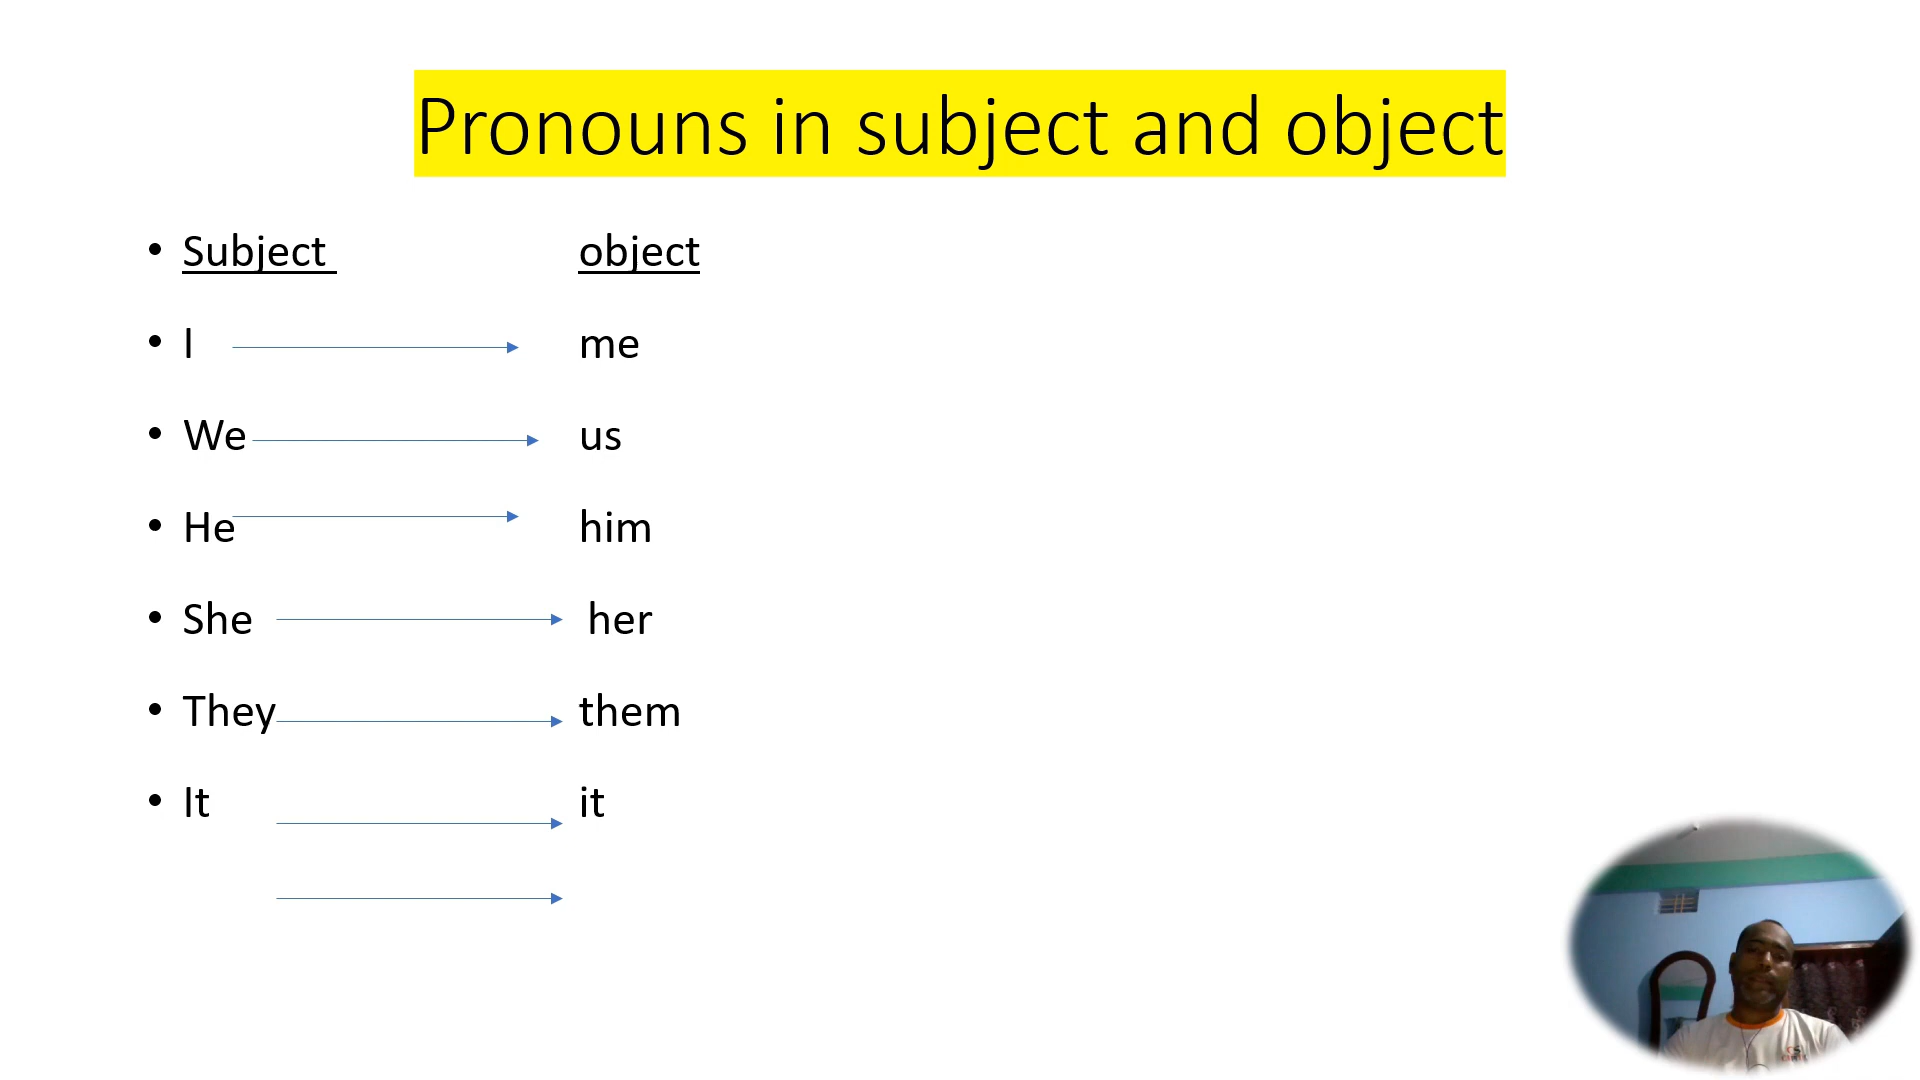 Pronouns in subject and object
• Subject object
• I me
• We us
• He him
• She her
• They them
• It it